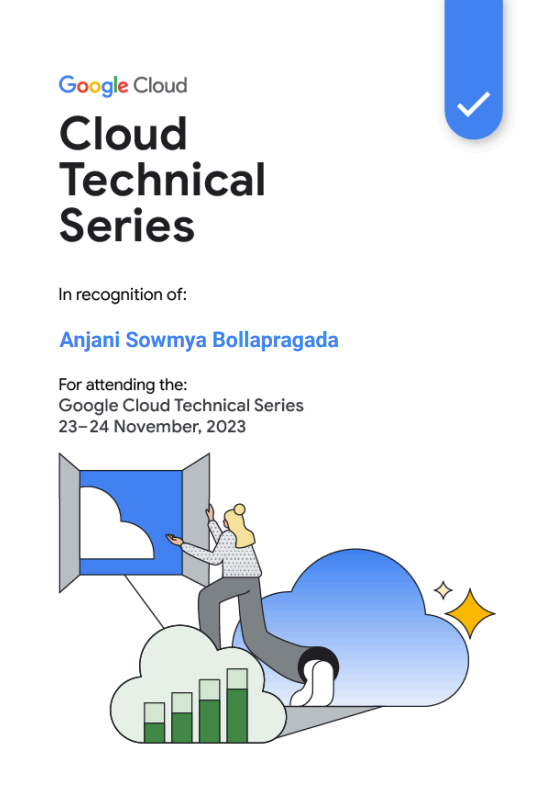 Google Cloud
Cloud
Technical
Series
In recognition of:
Anjani Sowmya Bollapragada
For attending the:
Google Cloud Technical Series
23–24 November, 2023